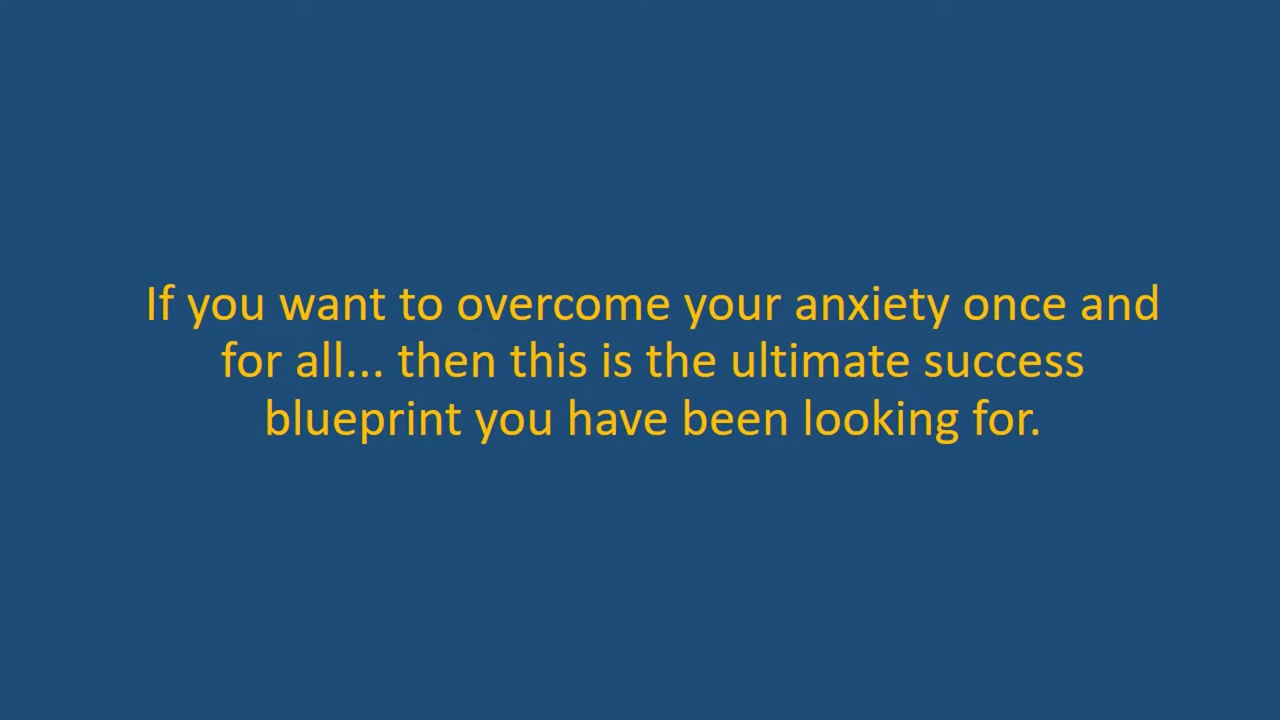 If you want to overcome your anxiety once and
for all... then this is the ultimate success
blueprint you have been looking for.